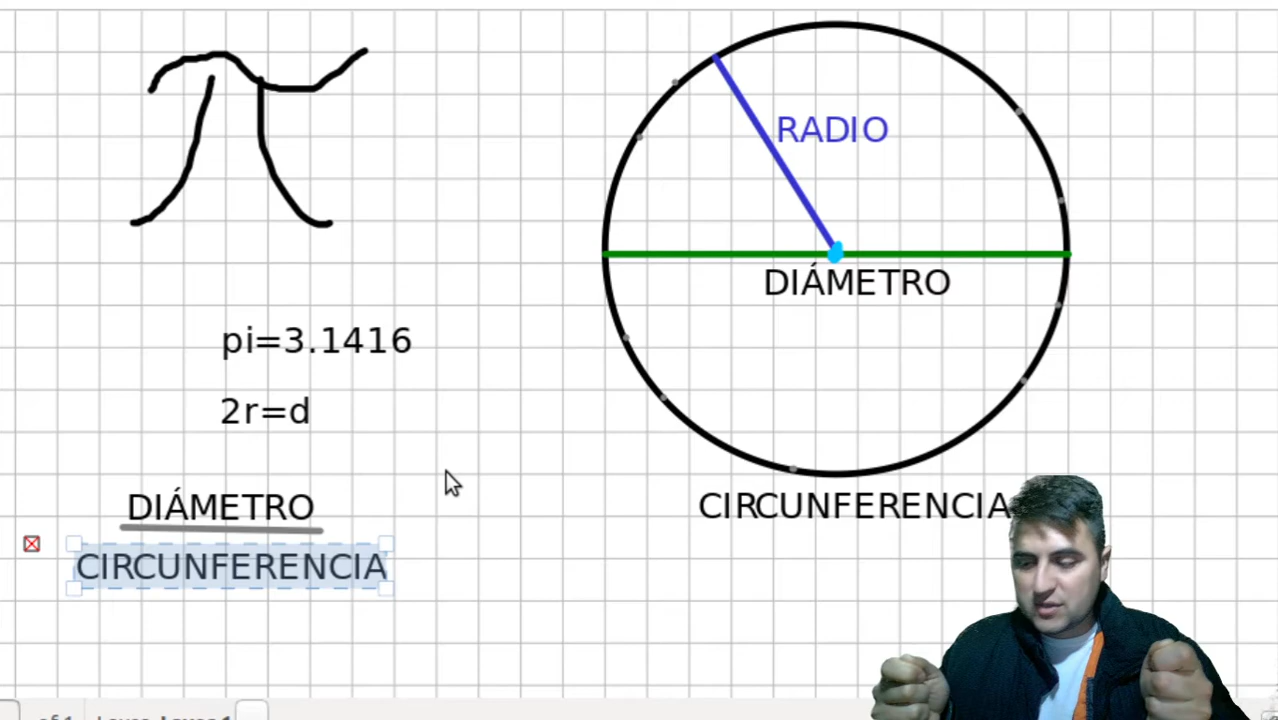 π
RADIO
DIÁMETRO
pi=3.1416
2r=d
DIÁMETRO
CIRCUNFERENCIA
CIRCUNFERENCIA